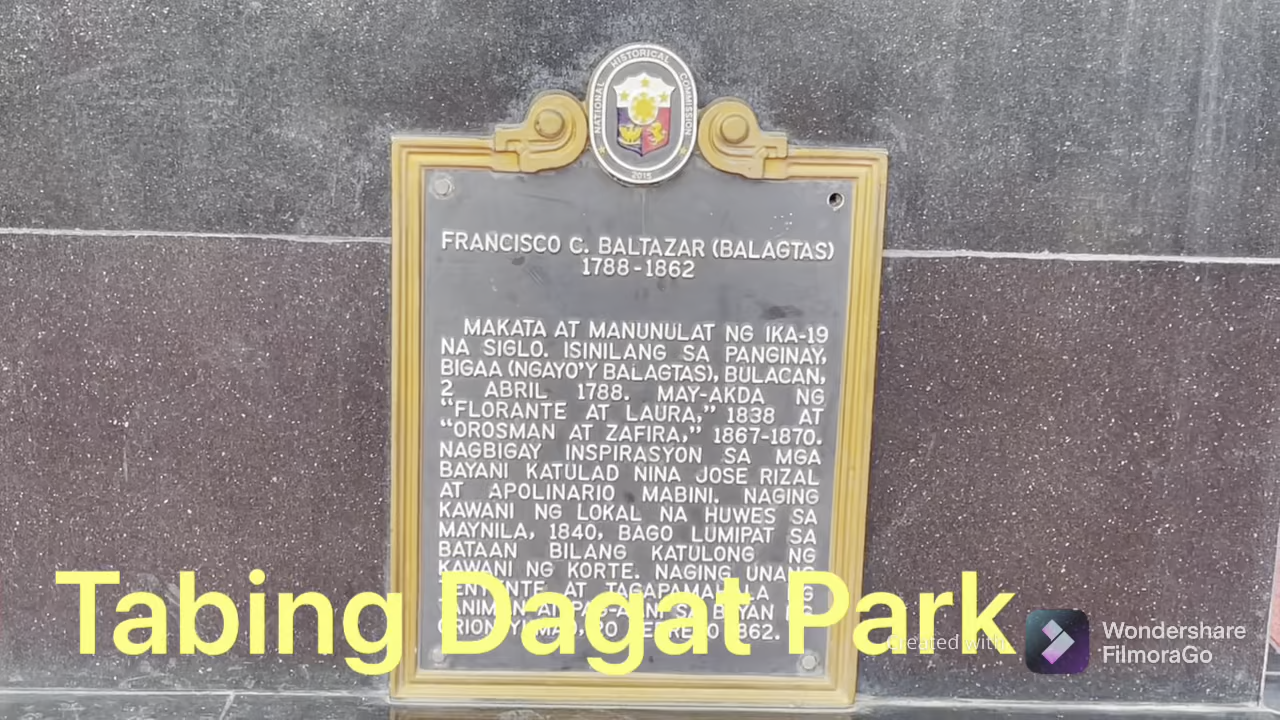 NATIONAL HISTORICAL COMMISSION
2015
FRANCISCO C. BALTAZAR (BALAGTAS)
1788-1862
MAKATA AT MANUNULAT NG IKA-19
NA SIGLO. ISINILANG SA PANGINAY,
BIGAA (NGAYO'Y BALAGTAS), BULACAN,
2 ABRIL 1788. MAY-AKDA NG
“FLORANTE AT LAURA,” 1838 AT
“OROSMAN AT ZAFIRA,” 1867-1870.
NAGBIGAY INSPIRASYON SA MGA
BAYANI KATULAD NINA JOSE RIZAL
AT APOLINARIO MABINI. NAGING
KAWANI NG LOKAL NA HUWES SA
MAYNILA, 1840, BAGO LUMIPAT SA
BATAAN BILANG KATULONG NG
KAWANI NG KORTE. NAGING UNANG
AT
SA
1862.
Tabing Dagat Park
Created with
Wondershare
FilmoraGo